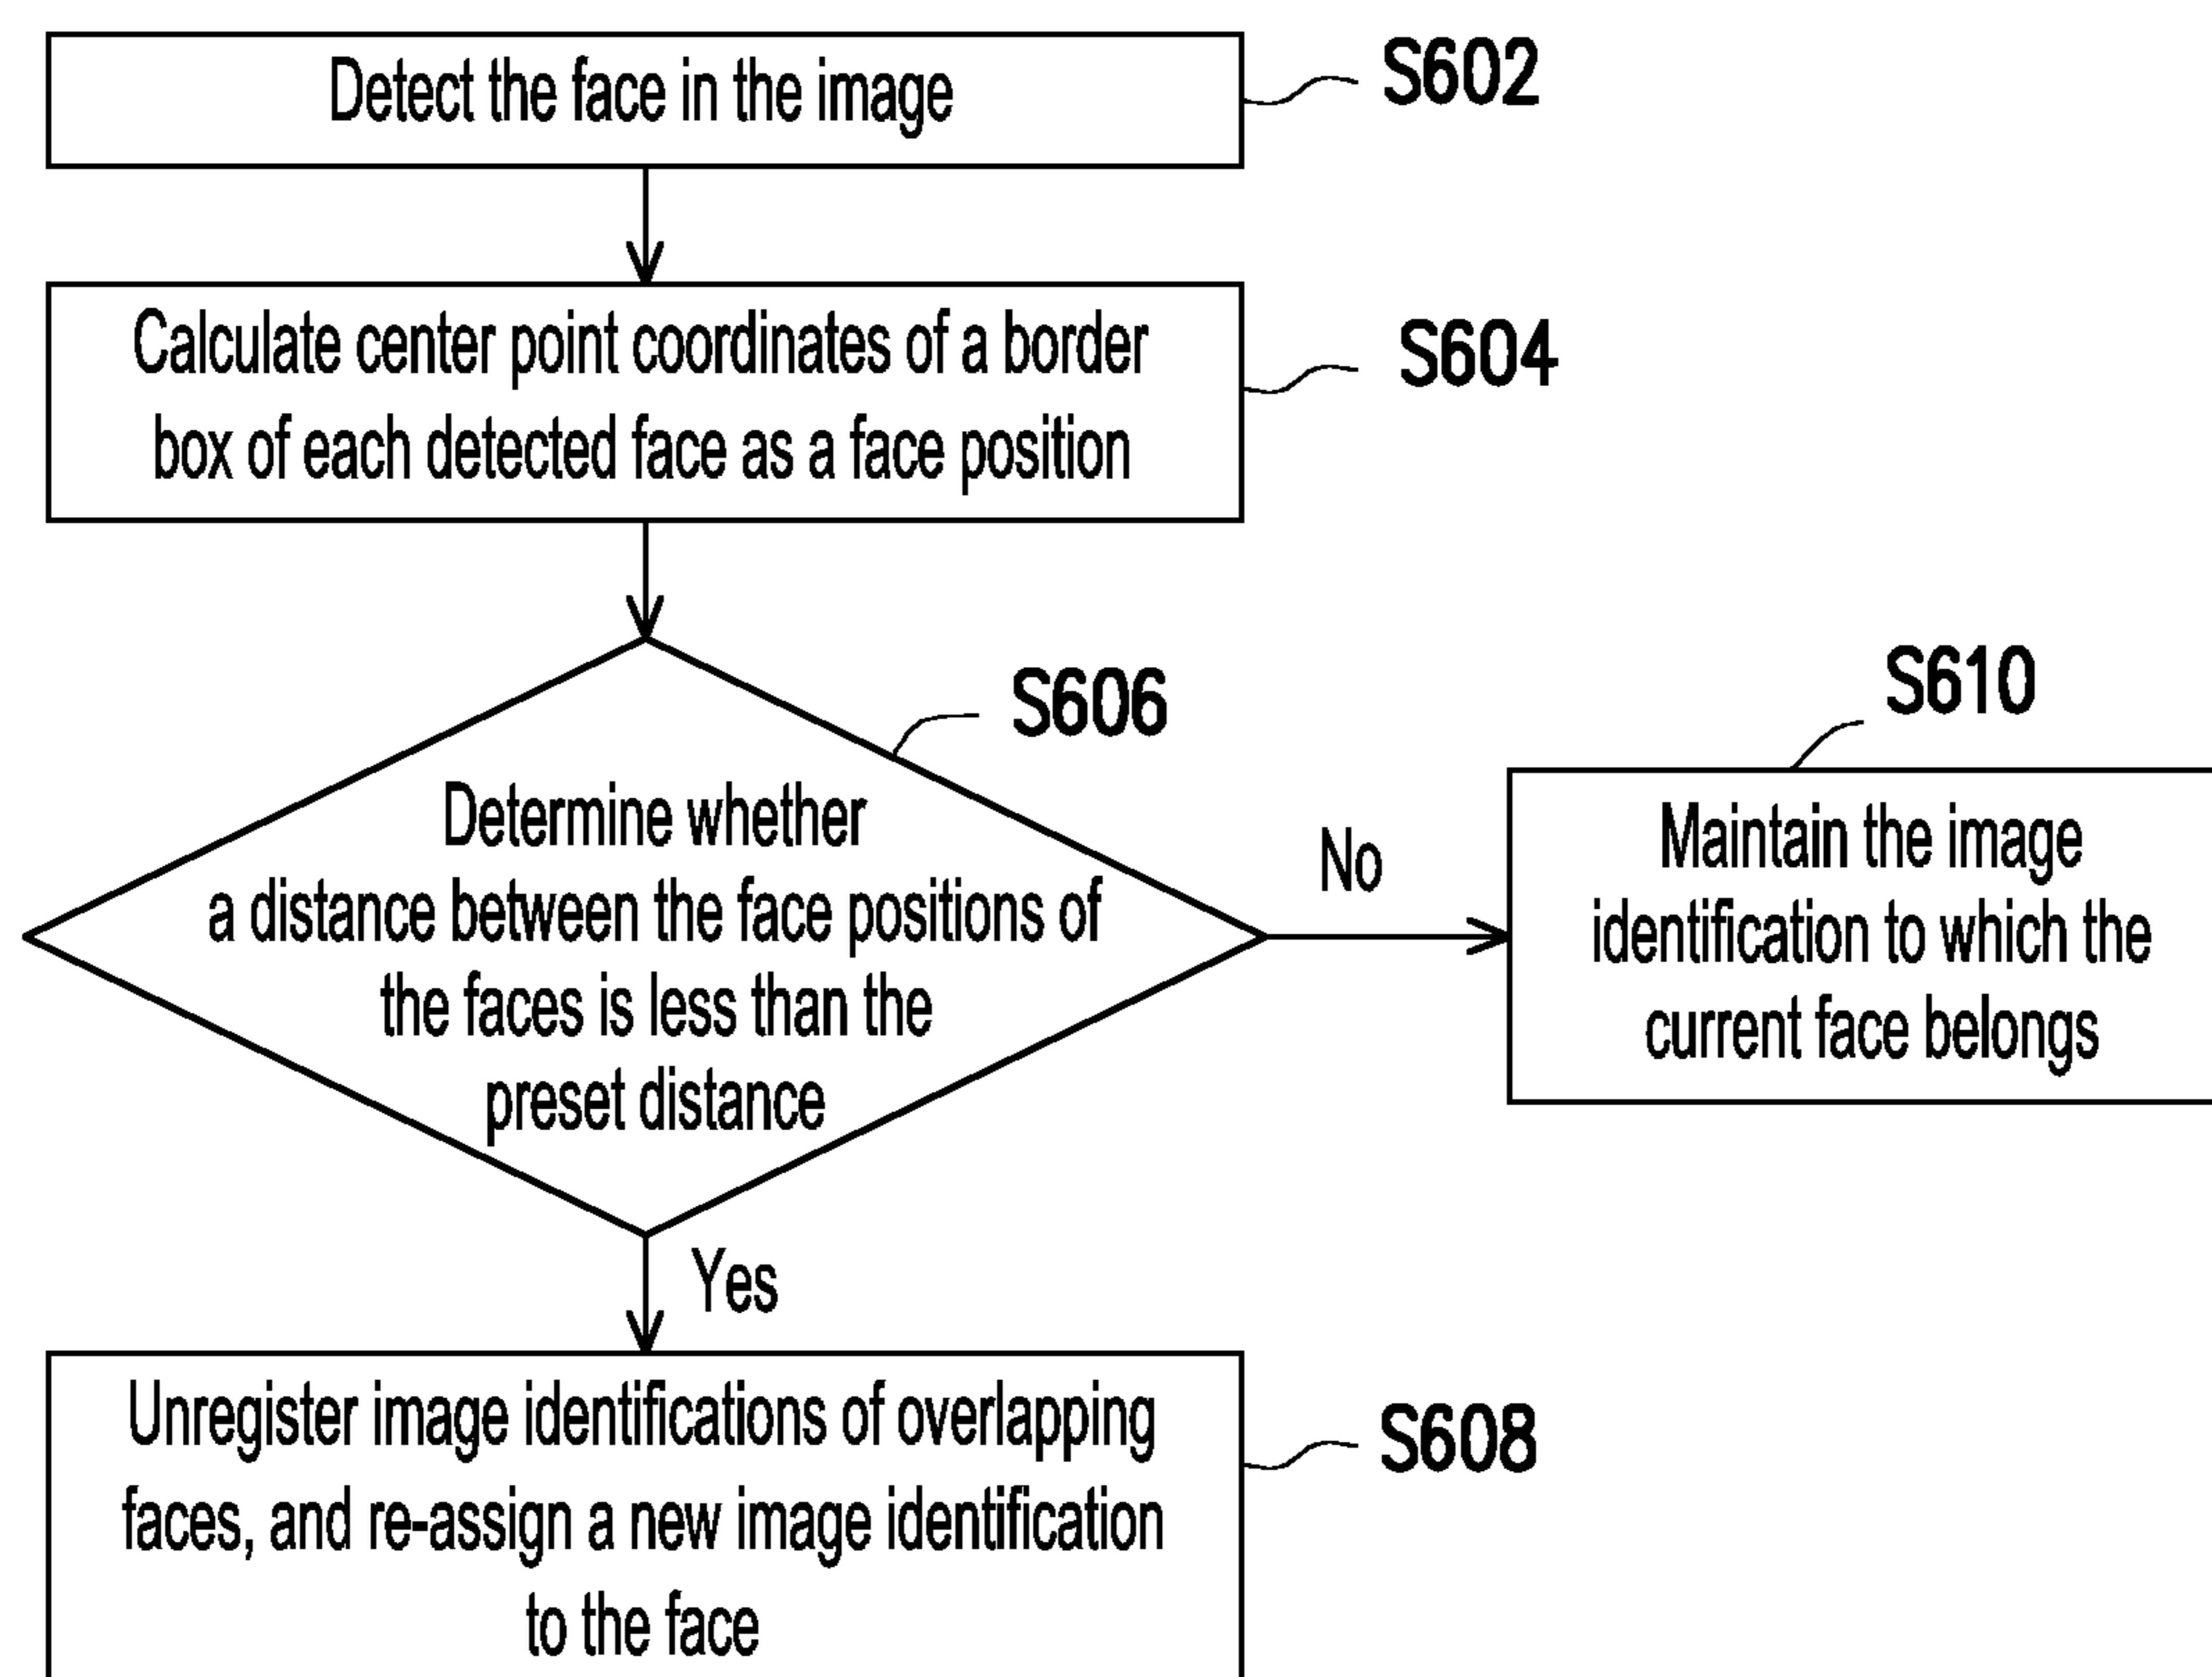 Detect the face in the image
S602
Calculate center point coordinates of a border
box of each detected face as a face position
S604
S606
Determine whether
a distance between the face positions of
the faces is less than the
preset distance
No
S610
Maintain the image
identification to which the
current face belongs
Yes
Unregister image identifications of overlapping
faces, and re-assign a new image identification
to the face
S608